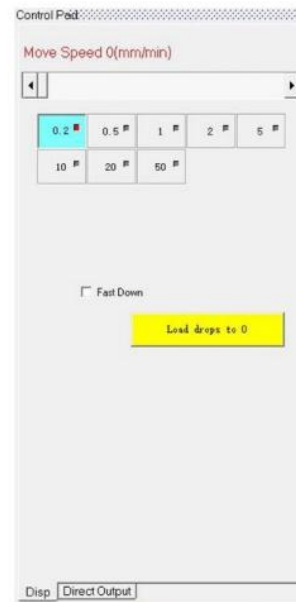 Control Pad
Move Speed 0(mm/min)
0.2 0.5 1 2 5
10 20 50
Fast Down
Load drops to 0
Disp Direct Output